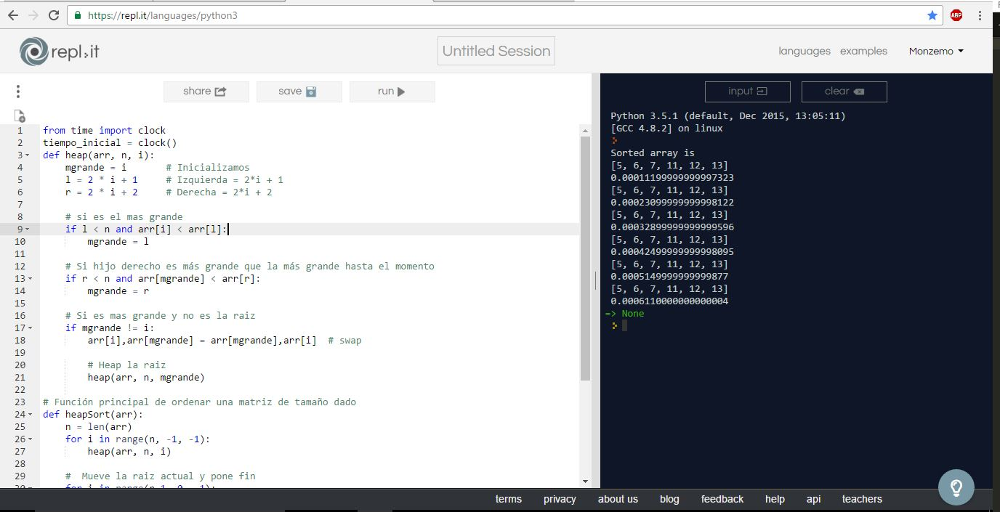 https://repl.it/languages/python3
ABP
repl.it
Untitled Session
languages examples Monzemo
share save run
input clear
1 from time import clock
2 tiempo_inicial = clock()
3 def heap(arr, n, i):
4 mgrande = i # Inicializamos
5 l = 2 * i + 1 # Izquierda = 2*i + 1
6 r = 2 * i + 2 # Derecha = 2*i + 2
7
8 # si es el mas grande
9 if l < n and arr[i] < arr[l]:
10 mgrande = l
11
12 # Si hijo derecho es más grande que la más grande hasta el momento
13 if r < n and arr[mgrande] < arr[r]:
14 mgrande = r
15
16 # Si es mas grande y no es la raiz
17 if mgrande != i:
18 arr[i],arr[mgrande] = arr[mgrande],arr[i] # swap
19
20 # Heap la raiz
21 heap(arr, n, mgrande)
22
23 # Función principal de ordenar una matriz de tamaño dado
24 def heapSort(arr):
25 n = len(arr)
26 for i in range(n, -1, -1):
27 heap(arr, n, i)
28
29 # Mueve la raiz actual y pone fin
30 for i in range(n-1, 0, -1):
Python 3.5.1 (default, Dec 2015, 13:05:11)
[GCC 4.8.2] on linux
Sorted array is
[5, 6, 7, 11, 12, 13]
0.00011199999999997323
[5, 6, 7, 11, 12, 13]
0.00023099999999998122
[5, 6, 7, 11, 12, 13]
0.00032899999999999596
[5, 6, 7, 11, 12, 13]
0.00042499999999998095
[5, 6, 7, 11, 12, 13]
0.0005149999999999877
[5, 6, 7, 11, 12, 13]
0.0006110000000000004
=> None
terms privacy about us blog feedback help api teachers